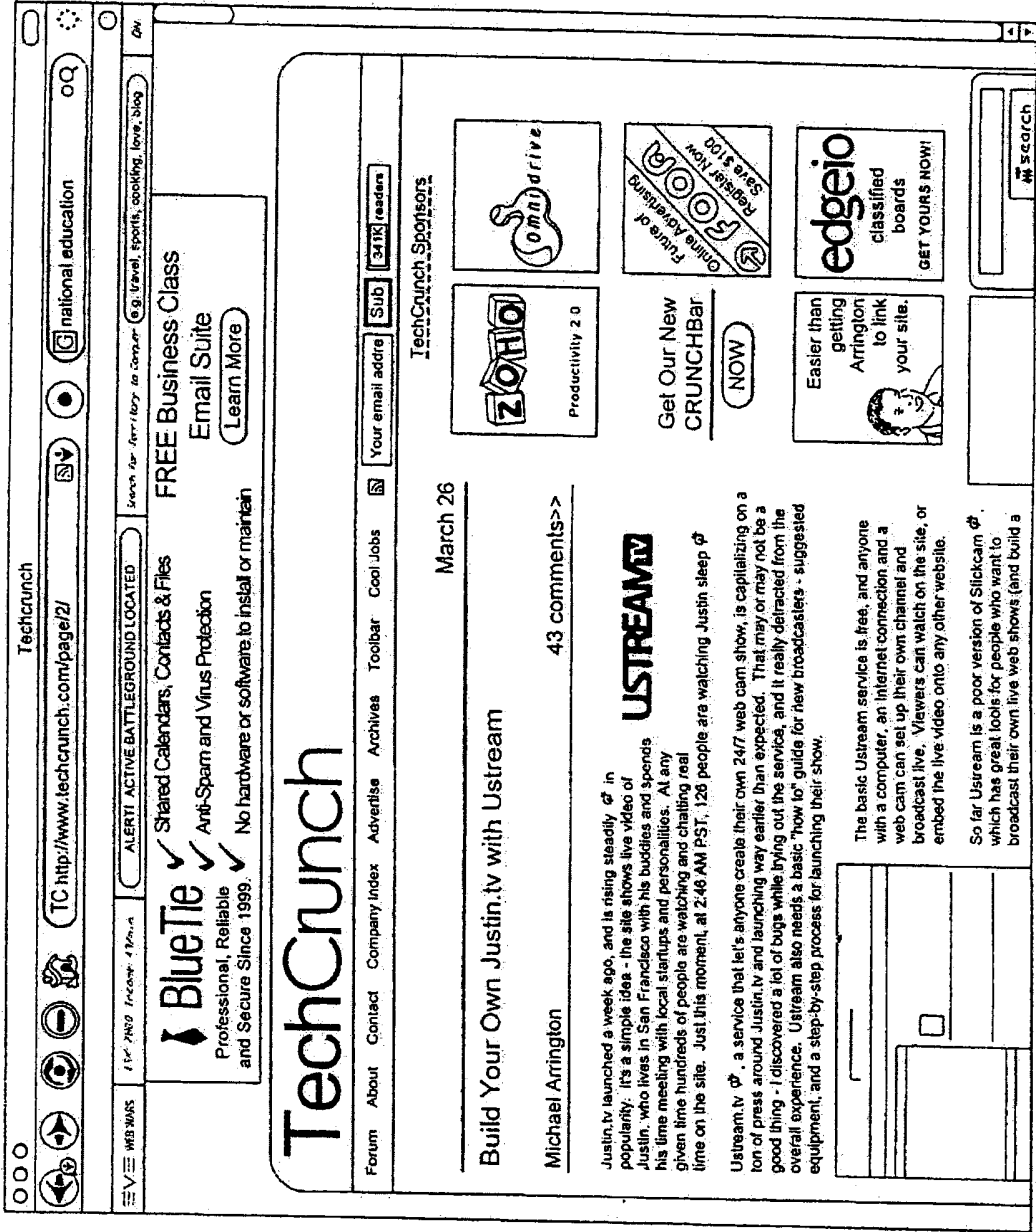 Techcrunch
TC http://www.techcrunch.com/page/2/
G national education
WEB WARS
ALERT! ACTIVE BATTLEGROUND LOCATED
Search for Territory to Conquer
e.g. travel, sports, cooking, love, blog
BlueTie
Professional, Reliable
and Secure Since 1999.
Shared Calendars, Contacts & Files
Anti-Spam and Virus Protection
No hardware or software to install or maintain
FREE Business Class
Email Suite
Learn More
TechCrunch
Forum About Contact Company Index Advertise Archives Toolbar Cool Jobs Your email addre Sub 341K readers
March 26
Build Your Own Justin.tv with Ustream
Michael Arrington
43 comments>>
USTREAM TV
Justin.tv launched a week ago, and is rising steadily in
popularity. It's a simple idea - the site shows live video of
Justin, who lives in San Francisco with his buddies and spends
his time meeting with local startups and personalities. At any
given time hundreds of people are watching and chatting real
time on the site. Just this moment, at 2:46 AM PST, 126 people are watching Justin sleep
Ustream.tv , a service that let's anyone create their own 24/7 web cam show, is capitalizing on a
ton of press around Justin.tv and launching way earlier than expected. That may or may not be a
good thing - I discovered a lot of bugs while trying out the service, and it really detracted from the
overall experience. Ustream also needs a basic "how to" guide for new broadcasters - suggested
equipment, and a step-by-step process for launching their show.
The basic Ustream service is free, and anyone
with a computer, an Internet connection and a
web cam can set up their own channel and
broadcast live. Viewers can watch on the site, or
embed the live video onto any other website.
So far Ustream is a poor version of Stickcam ,
which has great tools for people who want to
broadcast their own live web shows (and build a
TechCrunch Sponsors
ZOHO
Productivity 2 0
omnidrive
Get Our New
CRUNCHBar
NOW
Future of
Online Advertising
FOOA
Register Now
Save $100
Easier than
getting
Arrington
to link
your site.
edgeio
classified
boards
GET YOURS NOW!
search